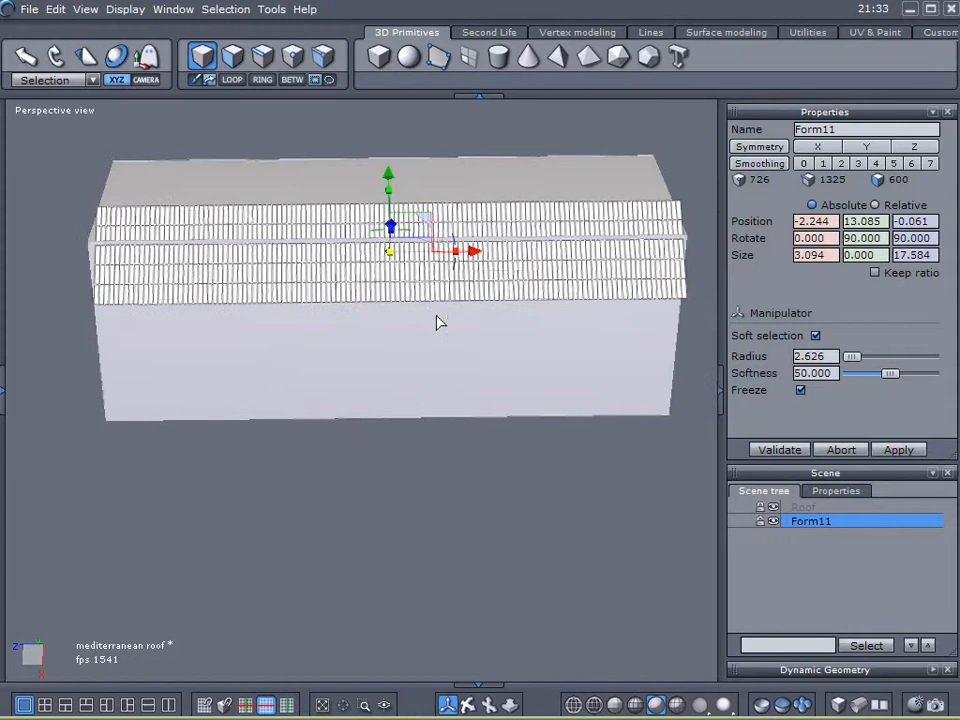 File Edit View Display Window Selection Tools Help 21:33
3D Primitives Second Life Vertex modeling Lines Surface modeling Utilities UV & Paint Custom
Selection XYZ CAMERA LOOP RING BETW
Perspective view
Properties
Name Form11
Symmetry X Y Z
Smoothing 0 1 2 3 4 5 6 7
726 1325 600
Absolute Relative
Position -2.244 13.085 -0.061
Rotate 0.000 90.000 90.000
Size 3.094 0.000 17.584
Keep ratio
Manipulator
Soft selection
Radius 2.626
Softness 50.000
Freeze
Validate Abort Apply
Scene
Scene tree Properties
Roof
Form11
Select
Dynamic Geometry
mediterranean roof *
fps 1541
Z
X